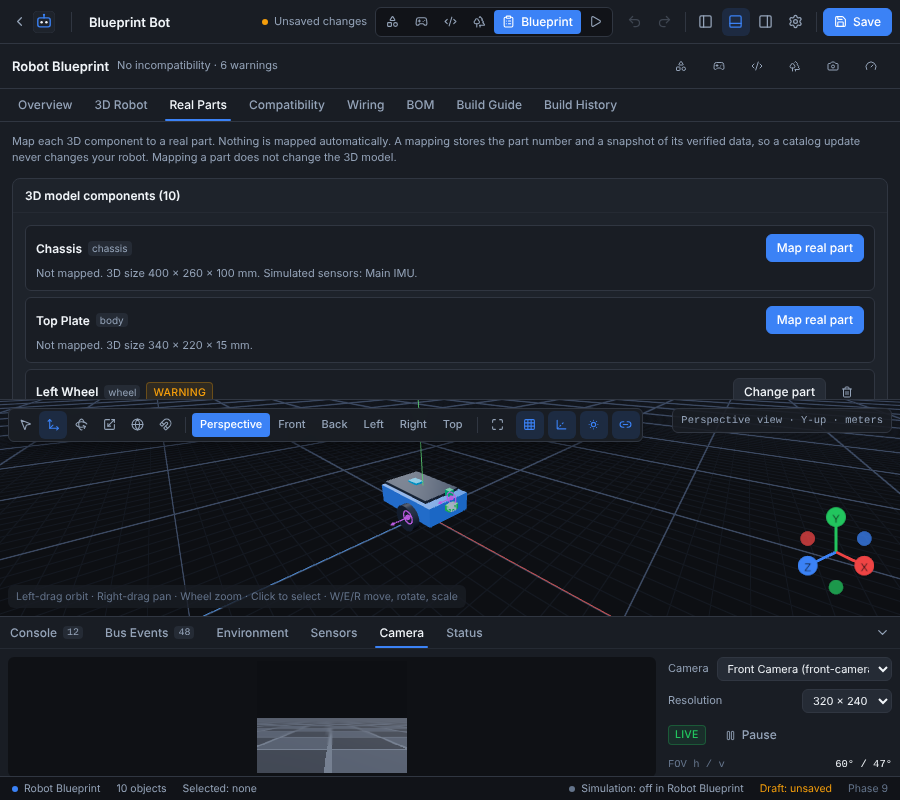 Blueprint Bot
Unsaved changes
Blueprint
Save
Robot Blueprint
No incompatibility · 6 warnings
Overview
3D Robot
Real Parts
Compatibility
Wiring
BOM
Build Guide
Build History
Map each 3D component to a real part. Nothing is mapped automatically. A mapping stores the part number and a snapshot of its verified data, so a catalog update
never changes your robot. Mapping a part does not change the 3D model.
3D model components (10)
Chassis chassis
Map real part
Not mapped. 3D size 400 × 260 × 100 mm. Simulated sensors: Main IMU.
Top Plate body
Map real part
Not mapped. 3D size 340 × 220 × 15 mm.
Left Wheel wheel WARNING
Change part
Perspective
Front
Back
Left
Right
Top
Perspective view · Y-up · meters
Y
Z
X
Left-drag orbit · Right-drag pan · Wheel zoom · Click to select · W/E/R move, rotate, scale
Console 12
Bus Events 48
Environment
Sensors
Camera
Status
Camera
Front Camera (front-camera
Resolution
320 × 240
LIVE
Pause
FOV h / v
60° / 47°
Robot Blueprint
10 objects
Selected: none
Simulation: off in Robot Blueprint
Draft: unsaved
Phase 9